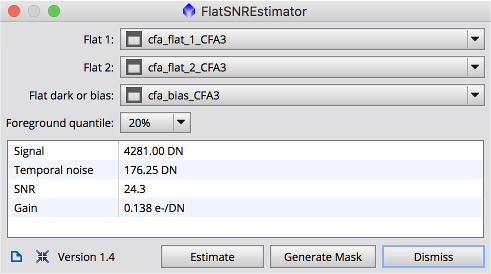 FlatSNREstimator
Flat 1: cfa_flat_1_CFA3
Flat 2: cfa_flat_2_CFA3
Flat dark or bias: cfa_bias_CFA3
Foreground quantile: 20%
Signal 4281.00 DN
Temporal noise 176.25 DN
SNR 24.3
Gain 0.138 e-/DN
Version 1.4 Estimate Generate Mask Dismiss